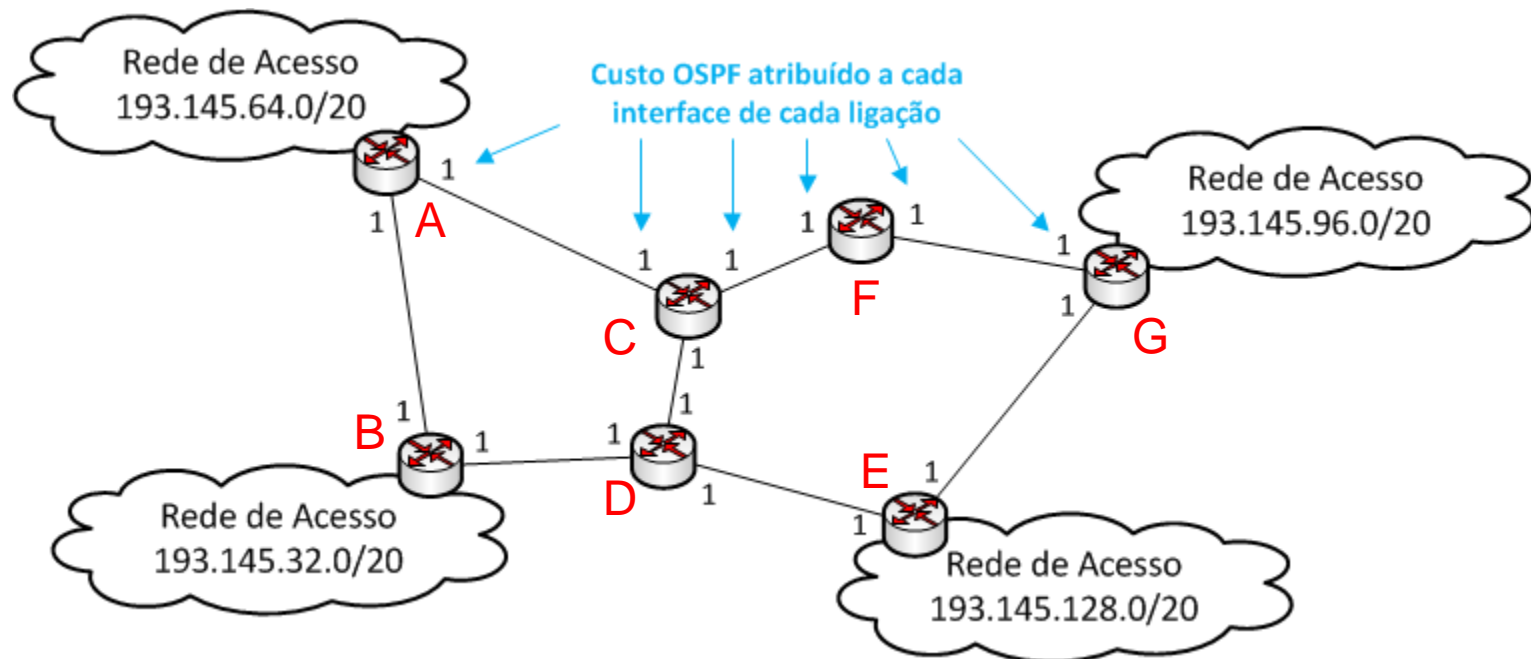 Rede de Acesso
193.145.64.0/20
Custo OSPF atribuído a cada
interface de cada ligação
Rede de Acesso
193.145.96.0/20
1
A
1
1
1
1
1
1
1
F
C
G
1
1
1
B
1
1
1
D
1
E
1
1
Rede de Acesso
193.145.32.0/20
Rede de Acesso
193.145.128.0/20